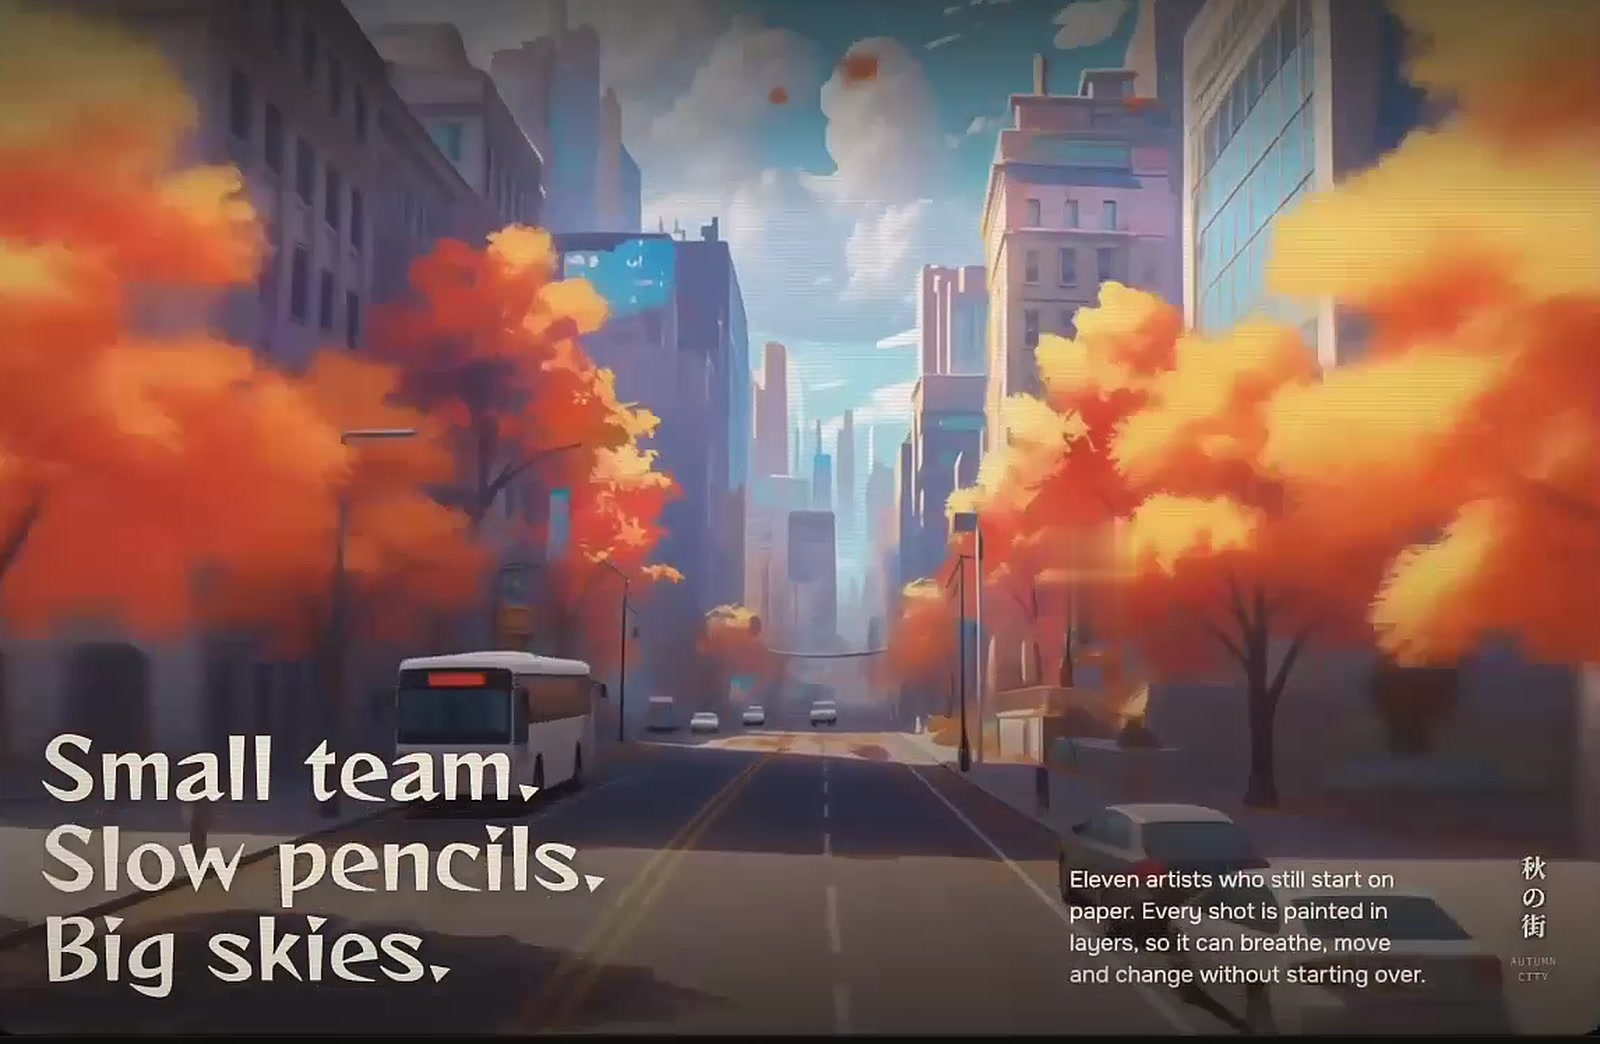 Small team.
Slow pencils.
Big skies.
Eleven artists who still start on
paper. Every shot is painted in
layers, so it can breathe, move
and change without starting over.
秋の街
AUTUMN
CITY